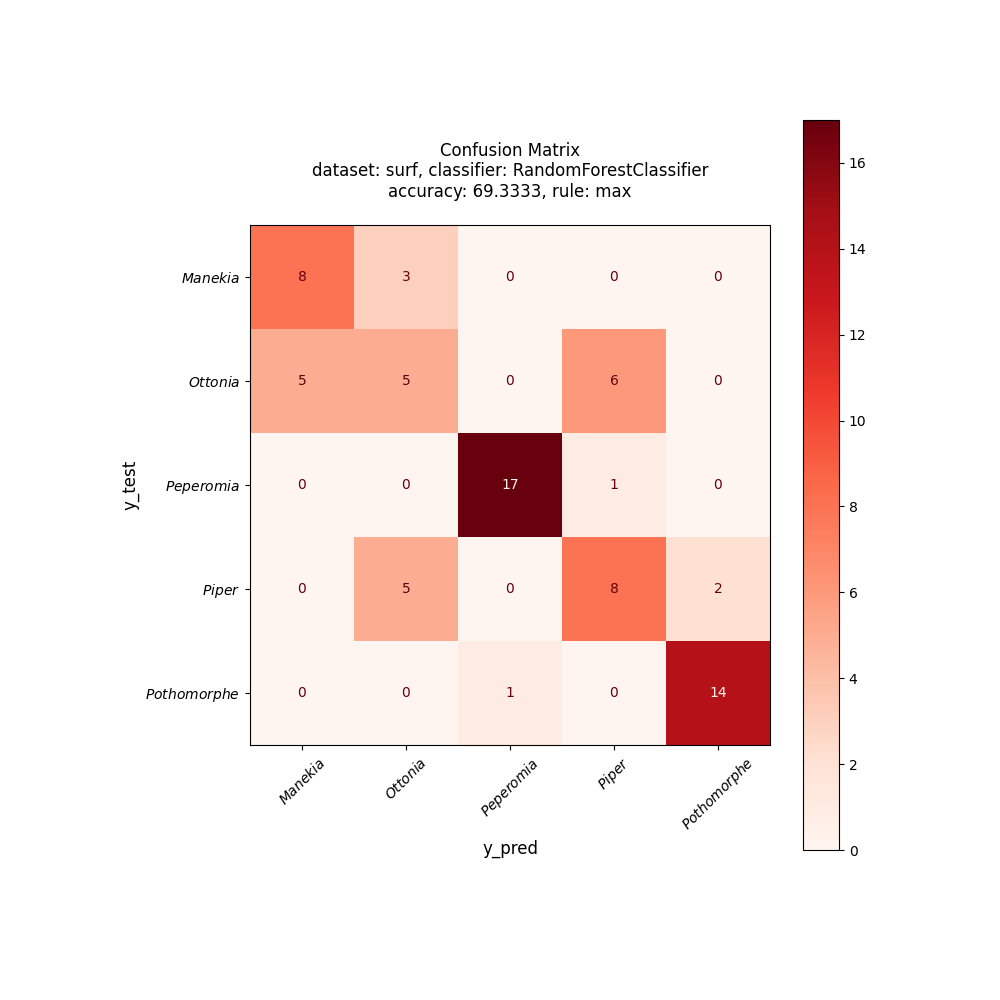 Confusion Matrix
dataset: surf, classifier: RandomForestClassifier
accuracy: 69.3333, rule: max
y_test
Manekia 8 3 0 0 0
Ottonia 5 5 0 6 0
Peperomia 0 0 17 1 0
Piper 0 5 0 8 2
Pothomorphe 0 0 1 0 14
Manekia Ottonia Peperomia Piper Pothomorphe
y_pred
16
14
12
10
8
6
4
2
0